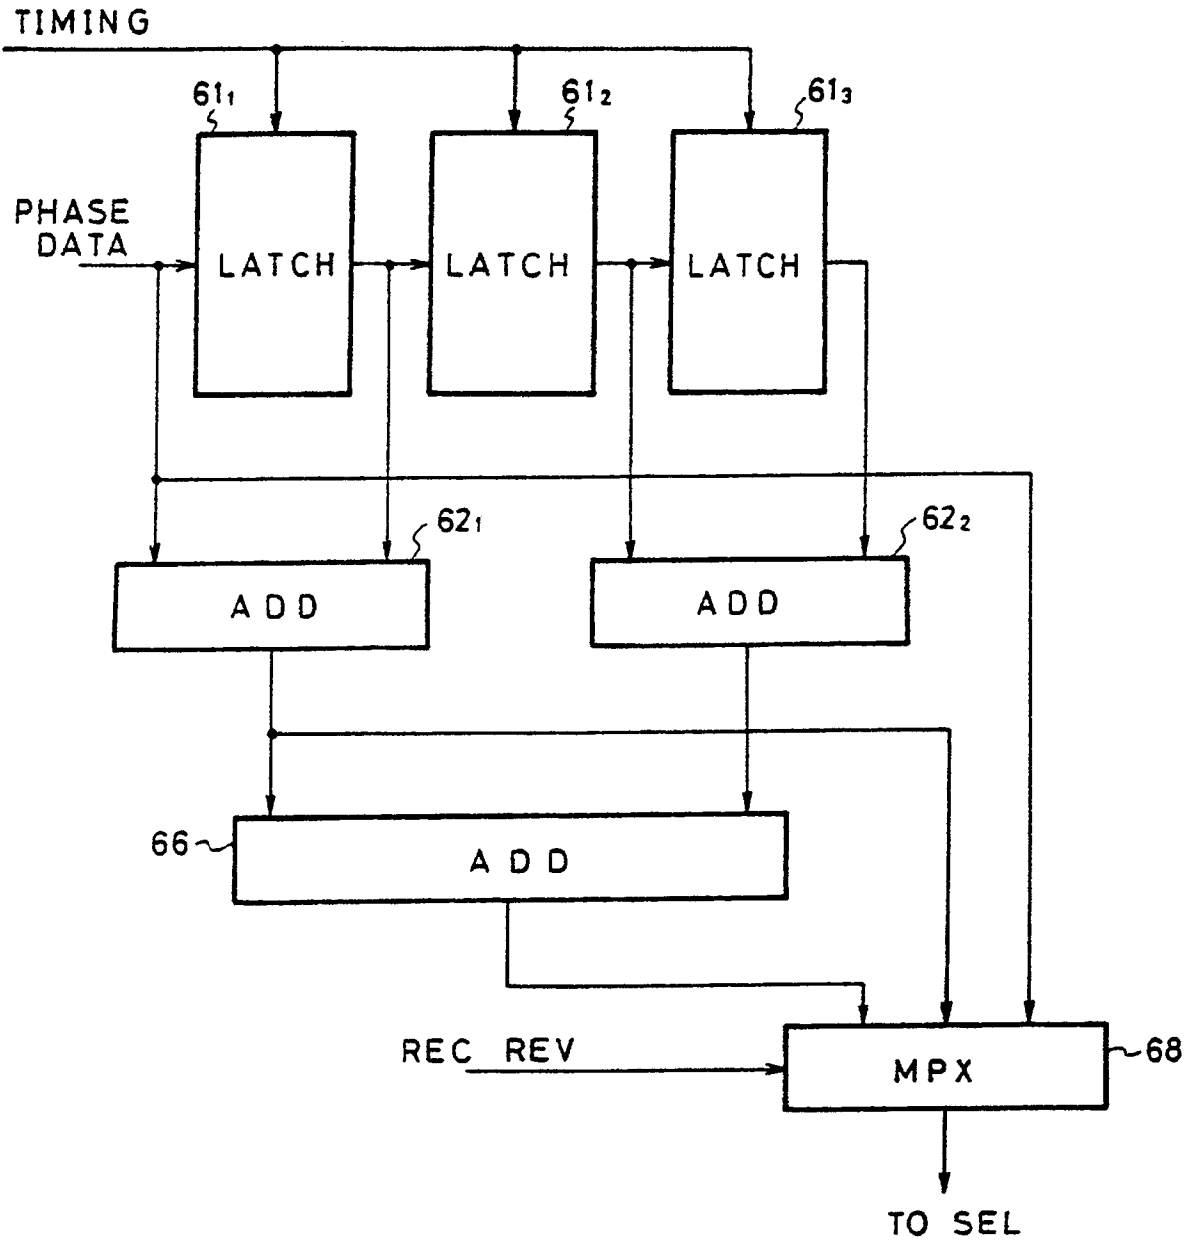 TIMING
61₁
61₂
61₃
PHASE
DATA
LATCH
LATCH
LATCH
62₁
62₂
ADD
ADD
66
ADD
REC REV
MPX
68
TO SEL